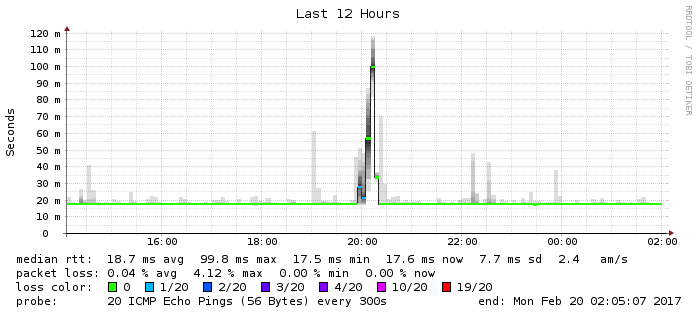 Last 12 Hours
RRDTOOL / TOBI OETIKER
Seconds
120 m
110 m
100 m
90 m
80 m
70 m
60 m
50 m
40 m
30 m
20 m
10 m
0
16:00 18:00 20:00 22:00 00:00 02:00
median rtt: 18.7 ms avg 99.8 ms max 17.5 ms min 17.6 ms now 7.7 ms sd 2.4 am/s
packet loss: 0.04 % avg 4.12 % max 0.00 % min 0.00 % now
loss color: 0 1/20 2/20 3/20 4/20 10/20 19/20
probe: 20 ICMP Echo Pings (56 Bytes) every 300s end: Mon Feb 20 02:05:07 2017